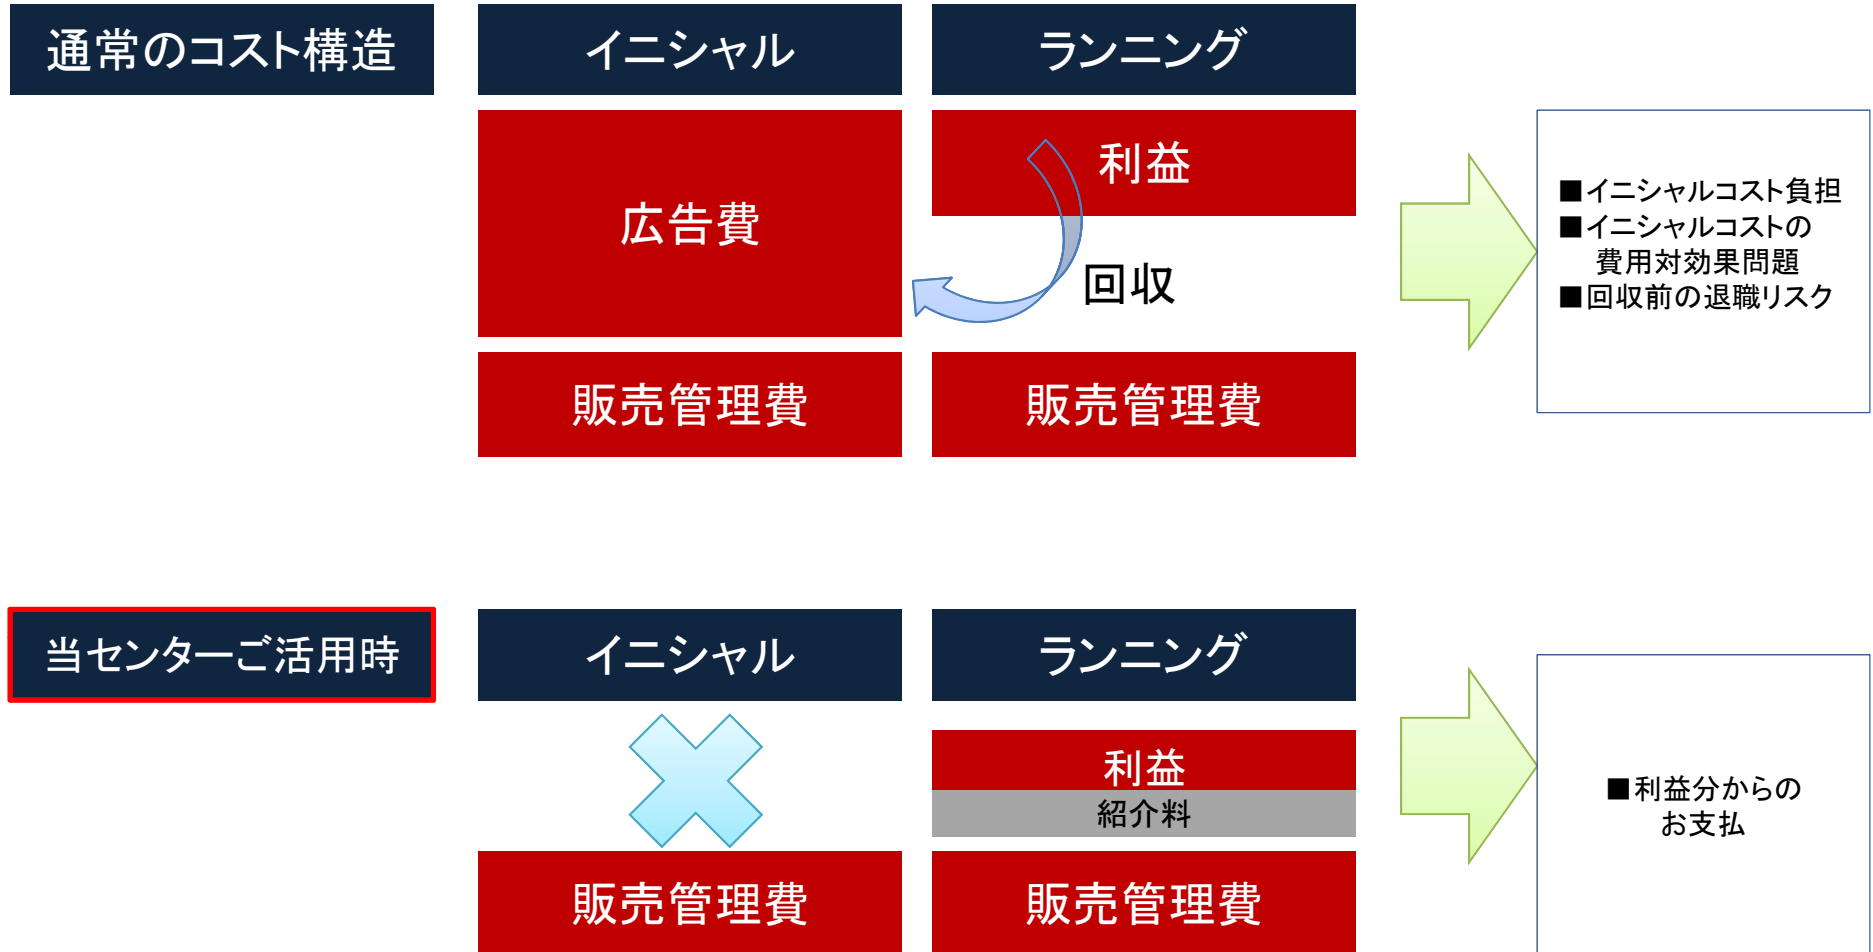 通常のコスト構造
イニシャル
ランニング
広告費
利益
回収
販売管理費
販売管理費
■イニシャルコスト負担
■イニシャルコストの
費用対効果問題
■回収前の退職リスク
当センターご活用時
イニシャル
ランニング
利益
紹介料
販売管理費
販売管理費
■利益分からの
お支払